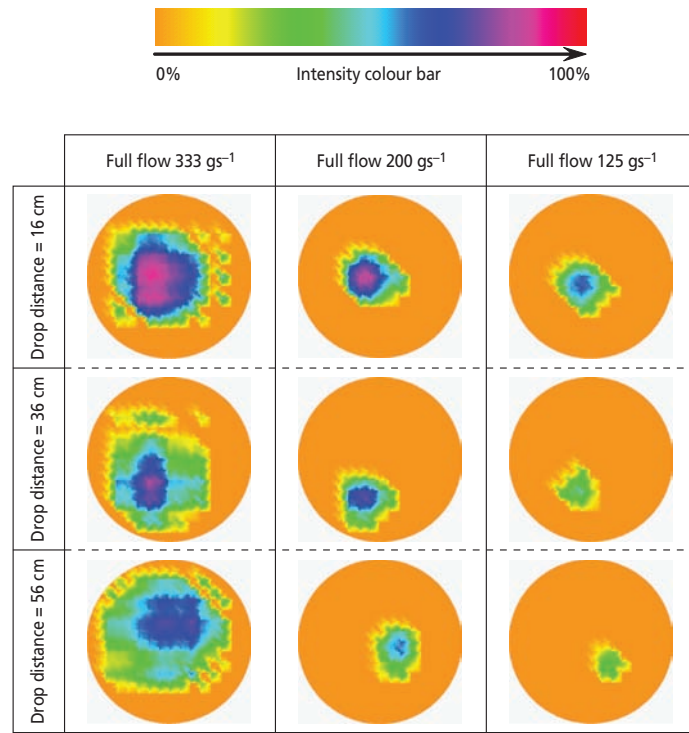 0% Intensity colour bar 100%
Full flow 333 gs⁻¹ Full flow 200 gs⁻¹ Full flow 125 gs⁻¹
Drop distance = 16 cm
Drop distance = 36 cm
Drop distance = 56 cm